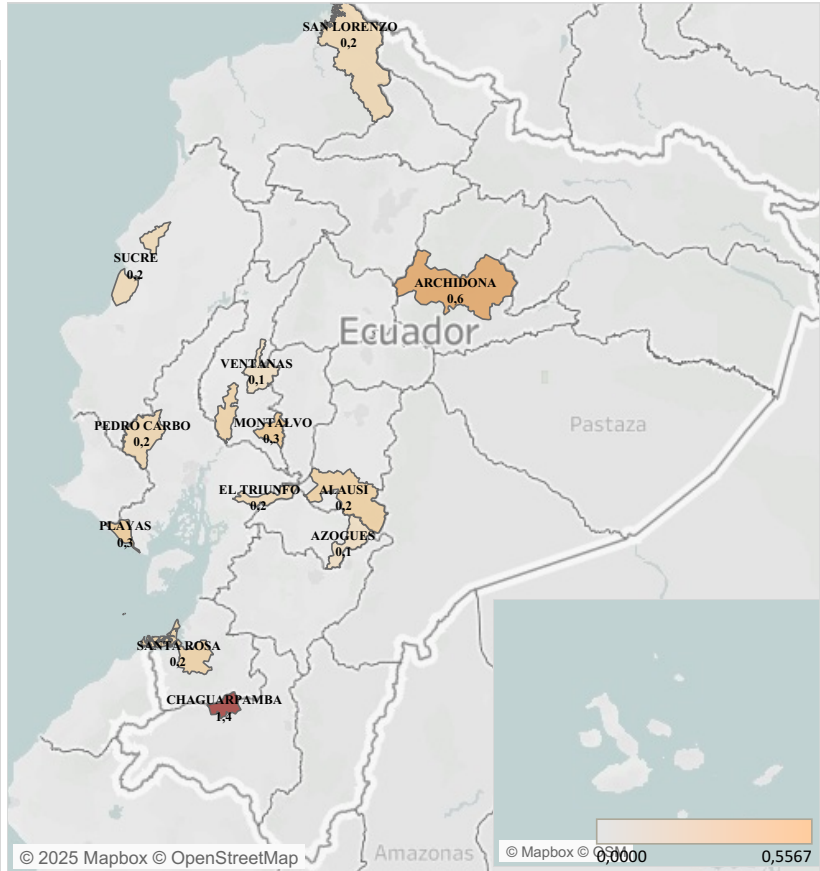 SAN LORENZO
0,2
SUCRE
0,2
ARCHIDONA
0,6
Ecuador
VENTANAS
0,1
PEDRO CARBO
0,2
MONTALVO
0,3
Pastaza
EL TRIUNFO
0,2
ALAUSI
0,2
PLAYAS
0,3
AZOGUES
0,1
SANTA ROSA
0,2
CHAGUARPAMBA
1,4
© Mapbox © OSM
0,0000
0,5567
© 2025 Mapbox © OpenStreetMap
Amazonas